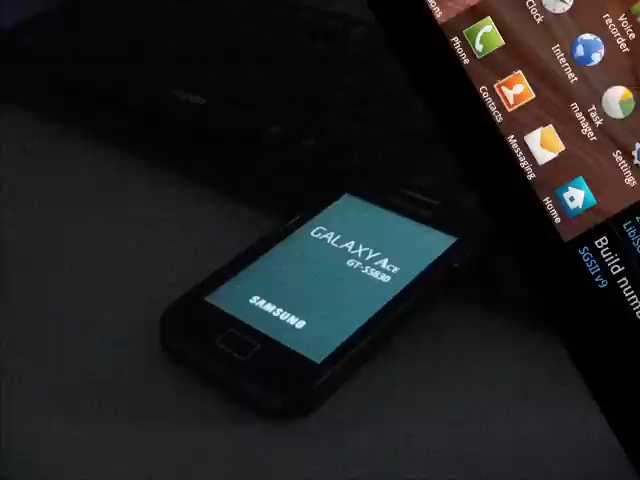 GALAXY Ace
GT-S5830
SAMSUNG
Clock
Voice
recorder
Phone
Internet
Contacts
Task
manager
Messaging
Settings
Home
Build num
SGSII v9